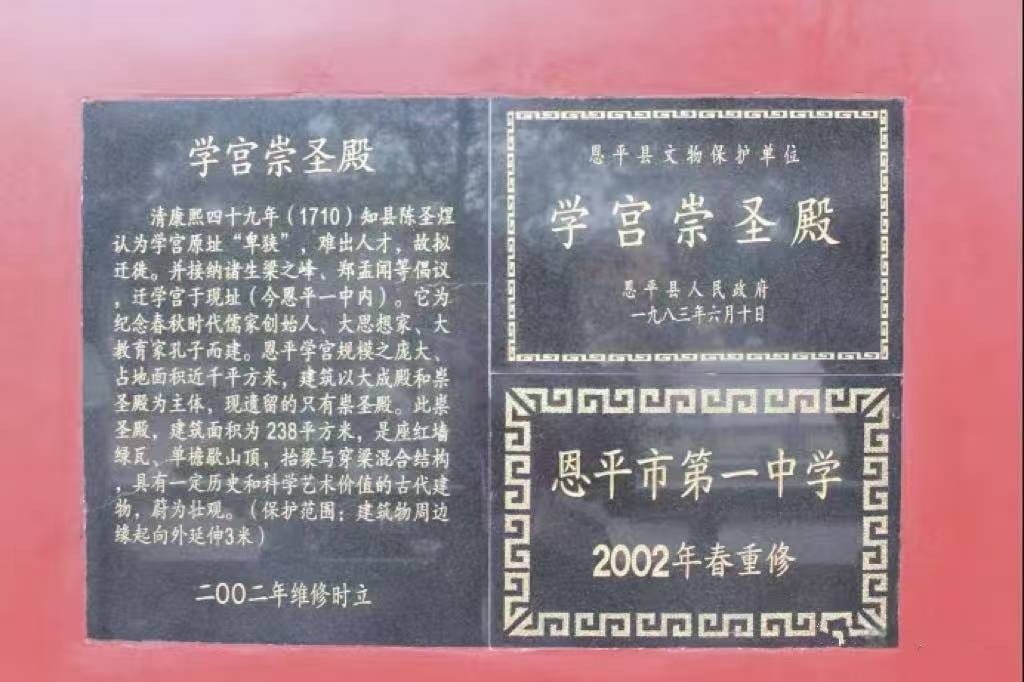 学宫崇圣殿
清康熙四十九年（1710）知县陈圣煜
认为学宫原址“卑狭”，难出人才，故拟
迁徙。并接纳诸生梁之峰、郑孟闻等倡议
，迁学宫于现址（今恩平一中内）。它为
纪念春秋时代儒家创始人、大思想家、大
教育家孔子而建。恩平学宫规模之庞大、
占地面积近千平方米，建筑以大成殿和崇
圣殿为主体，现遗留的只有崇圣殿。此崇
圣殿，建筑面积为238平方米，是座红墙
绿瓦、单檐歇山顶，抬梁与穿梁混合结构
，具有一定历史和科学艺术价值的古代建
物，蔚为壮观。（保护范围：建筑物周边
缘起向外延伸3米）
二00二年维修时立
恩平县文物保护单位
学宫崇圣殿
恩平县人民政府
一九八三年六月十日
恩平市第一中学
2002年春重修